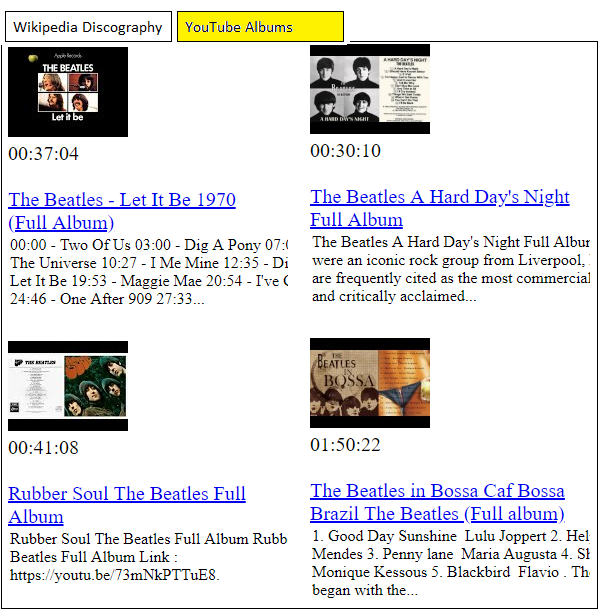 Wikipedia Discography
YouTube Albums
Apple Records
THE BEATLES
Let it be
00:37:04
The Beatles - Let It Be 1970
(Full Album)
00:00 - Two Of Us 03:00 - Dig A Pony 07:0
The Universe 10:27 - I Me Mine 12:35 - Di
Let It Be 19:53 - Maggie Mae 20:54 - I've G
24:46 - One After 909 27:33...
A HARD DAY'S NIGHT
THE BEATLES
Beatles
A HARD DAY'S NIGHT
00:30:10
The Beatles A Hard Day's Night
Full Album
The Beatles A Hard Day's Night Full Albur
were an iconic rock group from Liverpool,
are frequently cited as the most commercial
and critically acclaimed...
THE BEATLES
00:41:08
Rubber Soul The Beatles Full
Album
Rubber Soul The Beatles Full Album Rubb
Beatles Full Album Link :
https://youtu.be/73mNkPTTuE8.
THE
BEATLES
IN
BOSSA
01:50:22
The Beatles in Bossa Caf Bossa
Brazil The Beatles (Full album)
1. Good Day Sunshine Lulu Joppert 2. Hel
Mendes 3. Penny lane Maria Augusta 4. Sh
Monique Kessous 5. Blackbird Flavio . The
began with the...